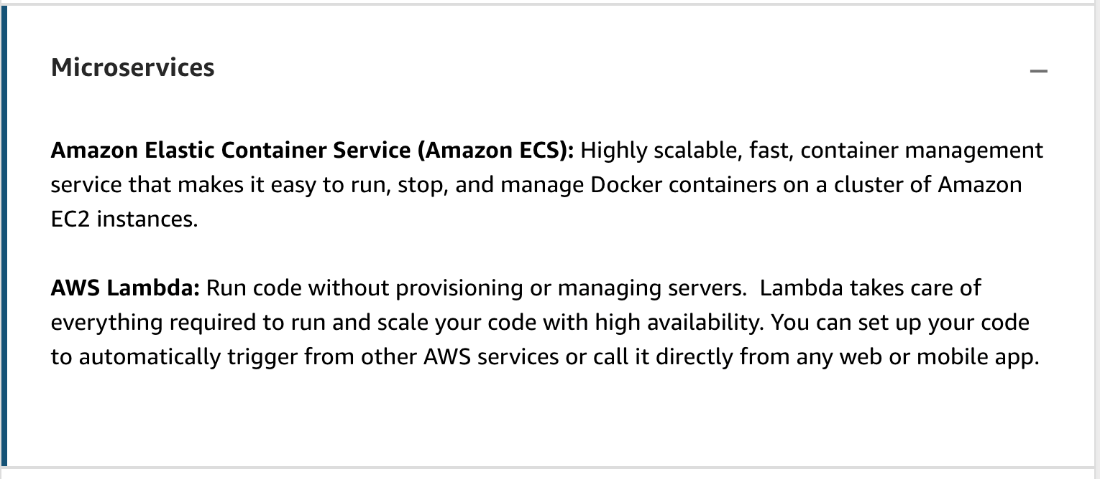 Microservices
Amazon Elastic Container Service (Amazon ECS): Highly scalable, fast, container management
service that makes it easy to run, stop, and manage Docker containers on a cluster of Amazon
EC2 instances.
AWS Lambda: Run code without provisioning or managing servers.  Lambda takes care of
everything required to run and scale your code with high availability. You can set up your code
to automatically trigger from other AWS services or call it directly from any web or mobile app.